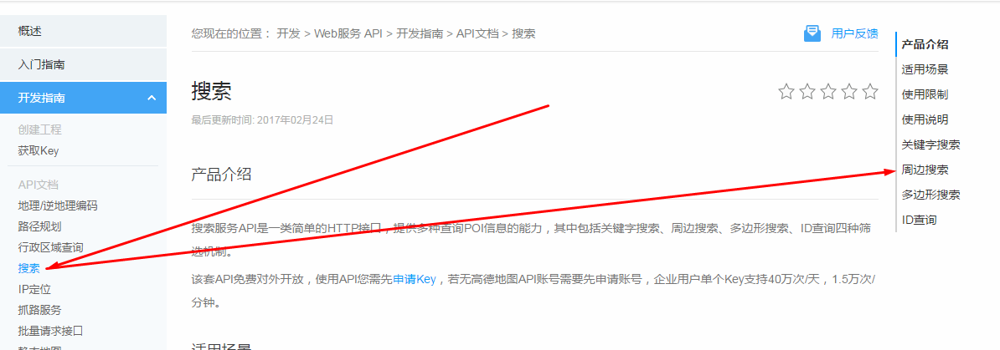 概述
入门指南
开发指南
创建工程
获取Key
API文档
地理/逆地理编码
路径规划
行政区域查询
搜索
IP定位
抓路服务
批量请求接口
静态地图
您现在的位置： 开发 > Web服务 API > 开发指南 > API文档 > 搜索
用户反馈
搜索
最后更新时间: 2017年02月24日
产品介绍
搜索服务API是一类简单的HTTP接口，提供多种查询POI信息的能力，其中包括关键字搜索、周边搜索、多边形搜索、ID查询四种筛
选机制。
该套API免费对外开放，使用API您需先申请Key，若无高德地图API账号需要先申请账号，企业用户单个Key支持40万次/天，1.5万次/
分钟。
适用场景
产品介绍
适用场景
使用限制
使用说明
关键字搜索
周边搜索
多边形搜索
ID查询